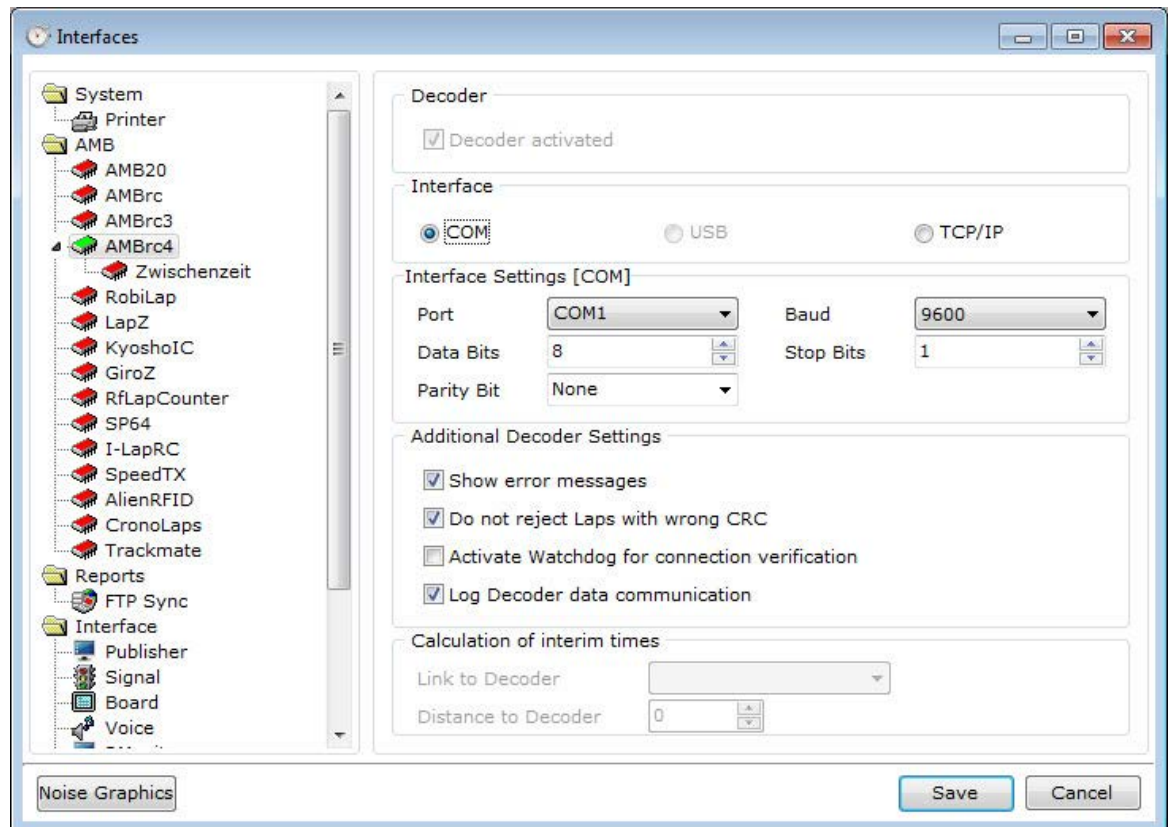 Interfaces
System
Printer
AMB
AMB20
AMBrc
AMBrc3
AMBrc4
Zwischenzeit
RobiLap
LapZ
KyoshoIC
GiroZ
RfLapCounter
SP64
I-LapRC
SpeedTX
AlienRFID
CronoLaps
Trackmate
Reports
FTP Sync
Interface
Publisher
Signal
Board
Voice
Decoder
Decoder activated
Interface
COM USB TCP/IP
Interface Settings [COM]
Port COM1 Baud 9600
Data Bits 8 Stop Bits 1
Parity Bit None
Additional Decoder Settings
Show error messages
Do not reject Laps with wrong CRC
Activate Watchdog for connection verification
Log Decoder data communication
Calculation of interim times
Link to Decoder
Distance to Decoder 0
Noise Graphics Save Cancel